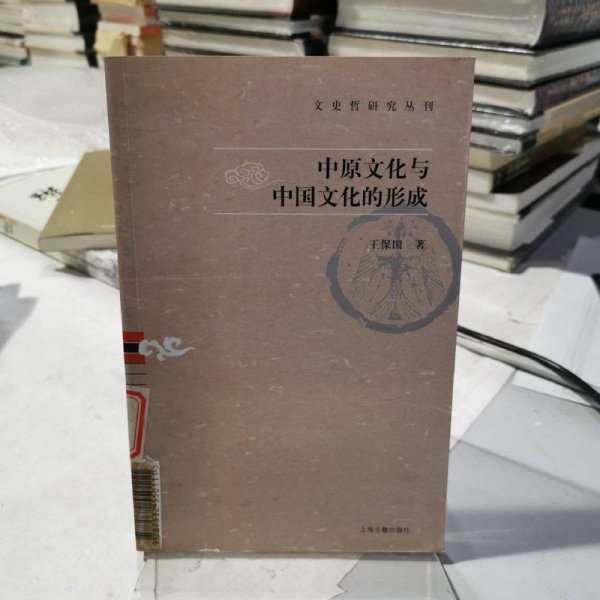 文史哲研究丛刊
中原文化与
中国文化的形成
王保国 著
上海古籍出版社